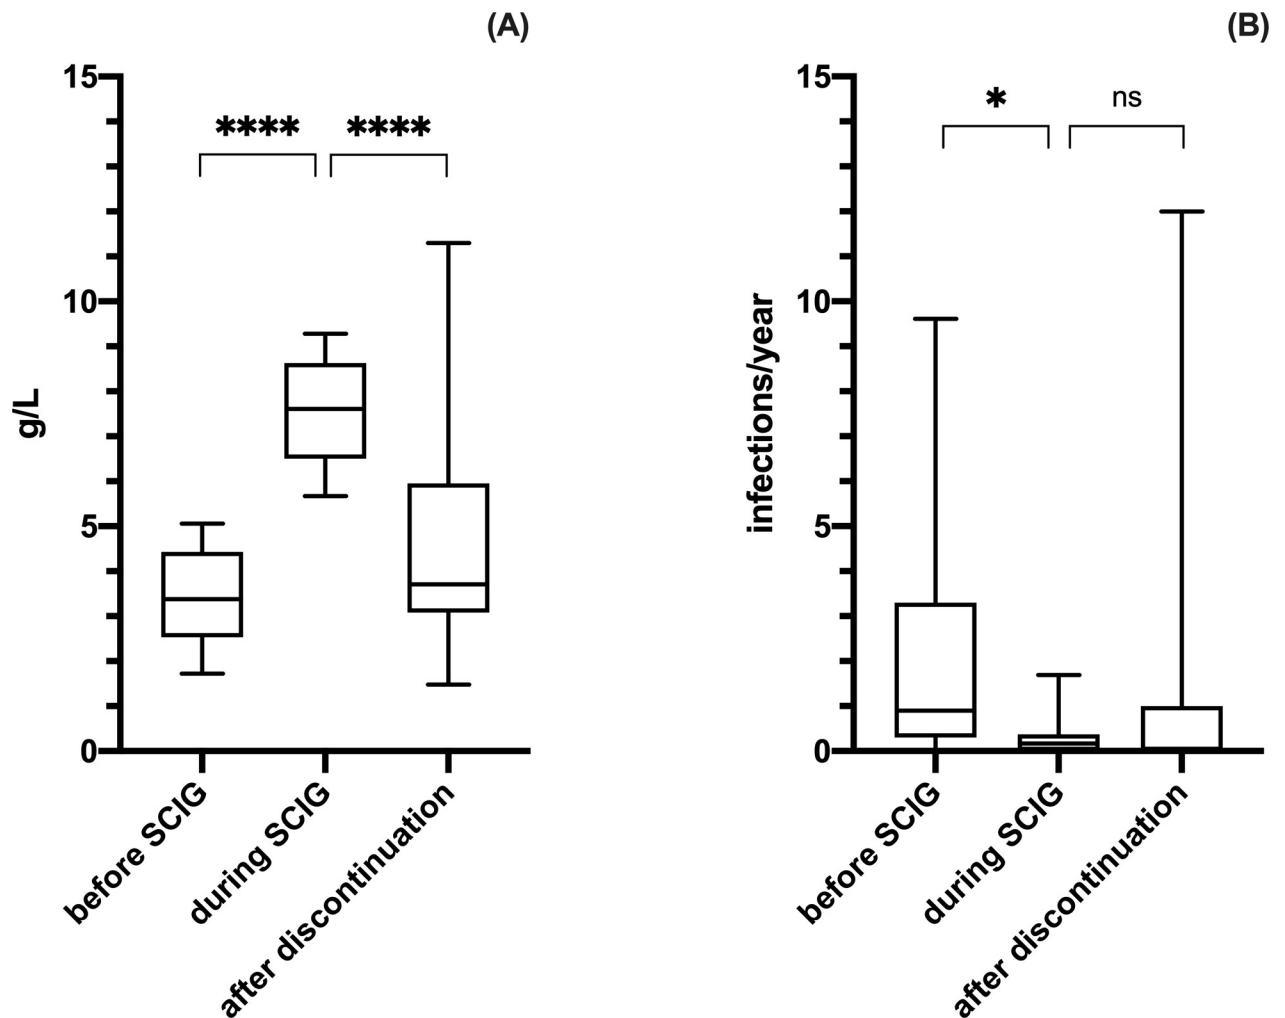 (A)
15
10
5
0
g/L
**** ****
before SCIG
during SCIG
after discontinuation
(B)
15
10
5
0
infections/year
* ns
before SCIG
during SCIG
after discontinuation